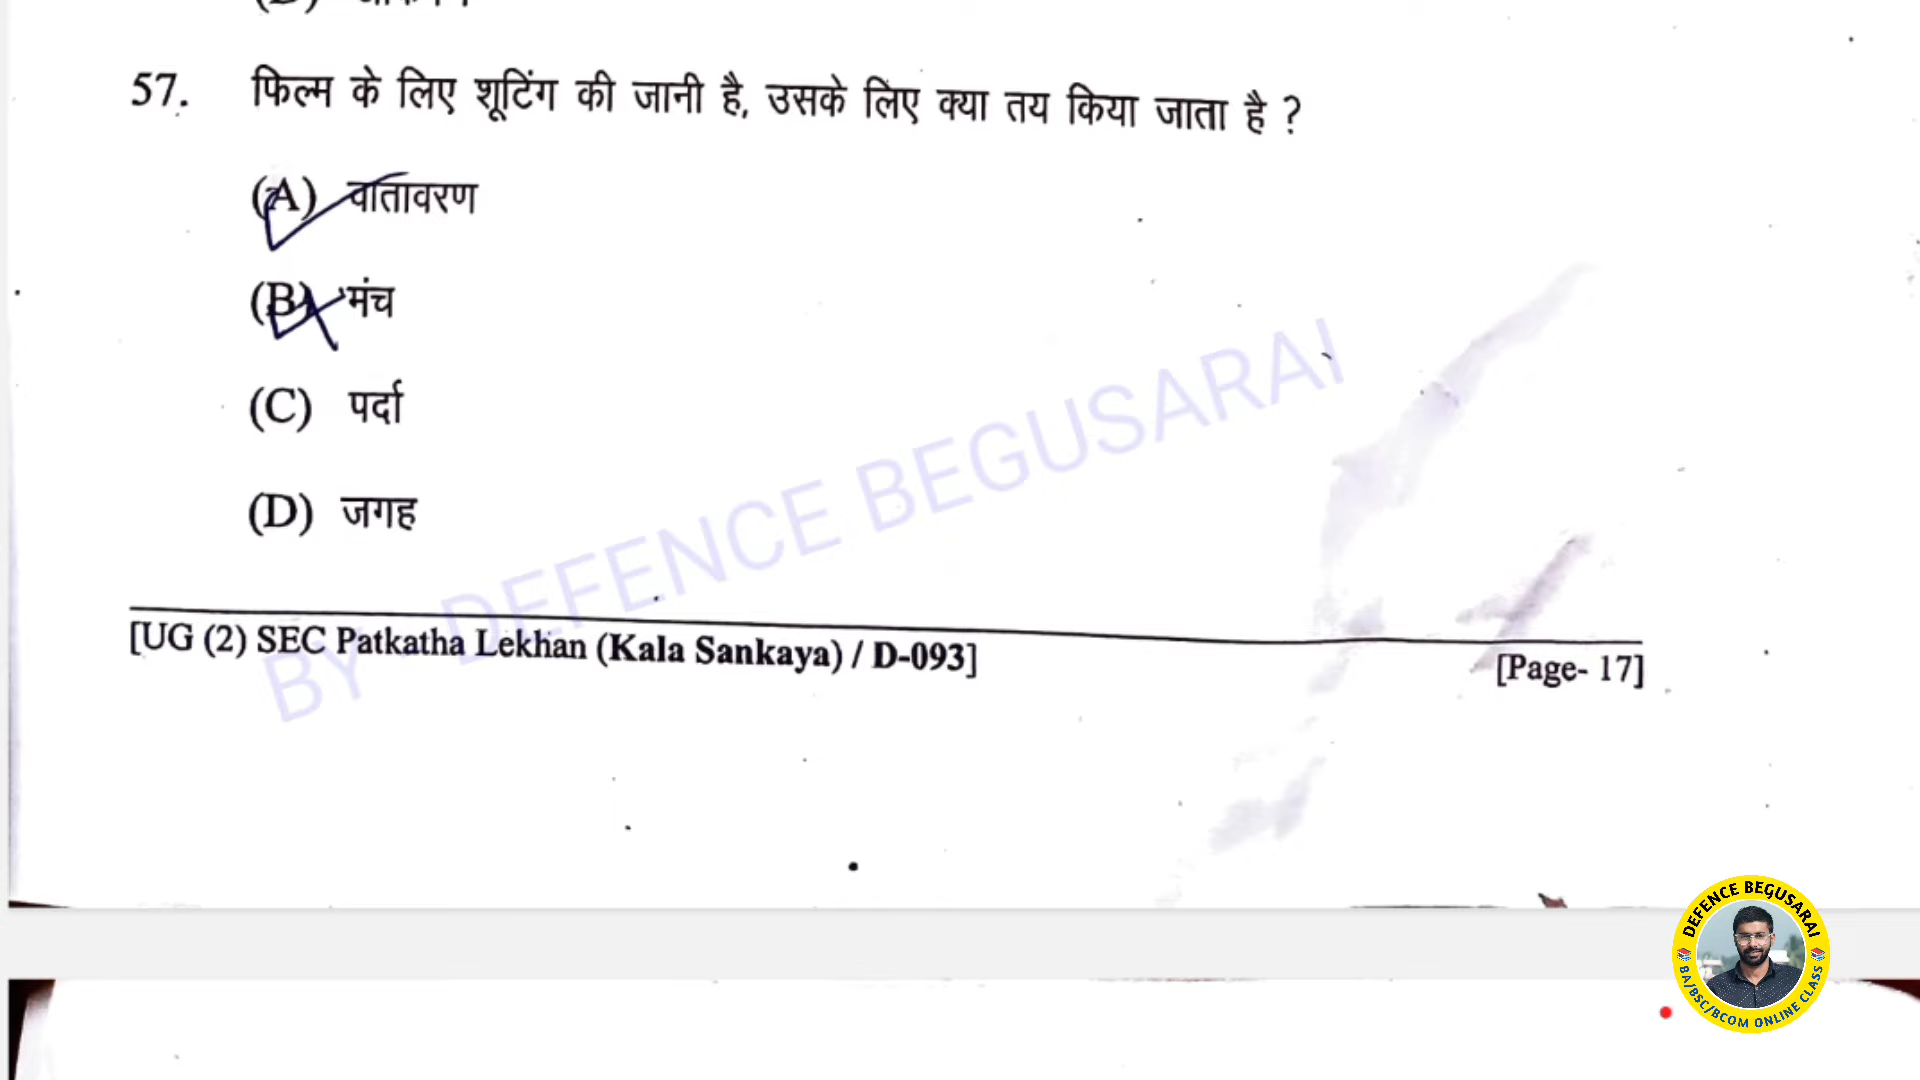 57. फिल्म के लिए शूटिंग की जानी है, उसके लिए क्या तय किया जाता है ?
(A) वातावरण
(B) मंच
(C) पर्दा
(D) जगह
BY - DEFENCE BEGUSARAI
[UG (2) SEC Patkatha Lekhan (Kala Sankaya) / D-093]
[Page- 17]
DEFENCE BEGUSARAI
BA/BSC/BCOM ONLINE CLASS